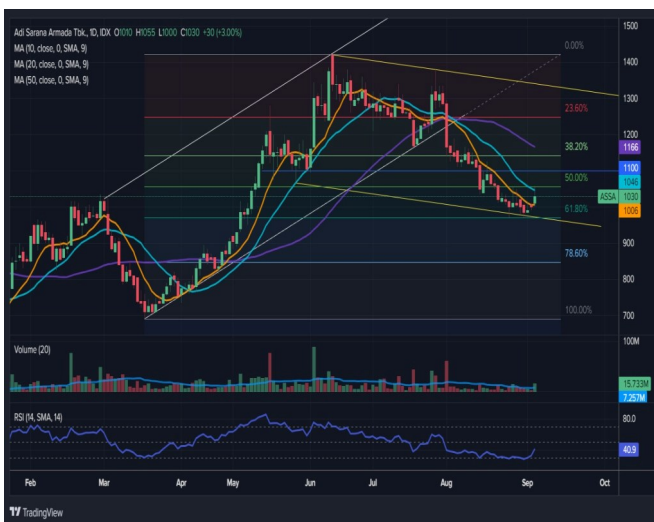 Adi Sarana Armada Tbk., 1D, IDX O1010 H1055 L1000 C1030 +30 (+3.00%)
MA (10, close, 0, SMA, 9)
MA (20, close, 0, SMA, 9)
MA (50, close, 0, SMA, 9)
0.00%
23.60%
38.20%
50.00%
61.80%
78.60%
100.00%
1500
1400
1300
1200
1166
1100
1046
ASSA 1030
1006
900
800
700
Volume (20)
100M
15.733M
7.257M
RSI (14, SMA, 14)
80.0
40.9
Feb Mar Apr May Jun Jul Aug Sep Oct
TradingView